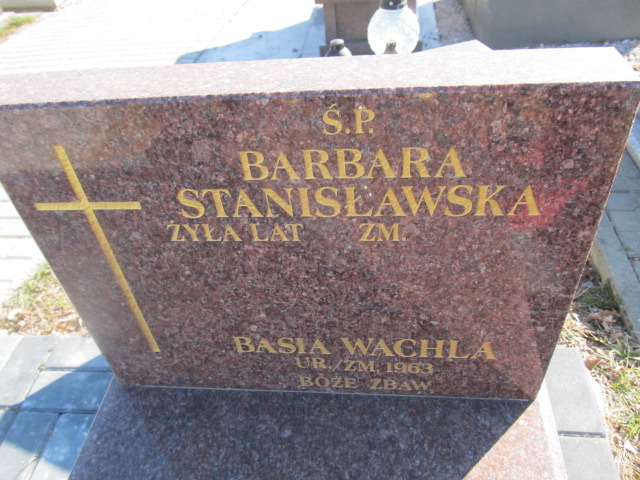 Ś.P.
BARBARA
STANISŁAWSKA
ŻYŁA LAT ZM.
BASIA WACHLA
UR./ZM. 1963
BOŻE ZBAW